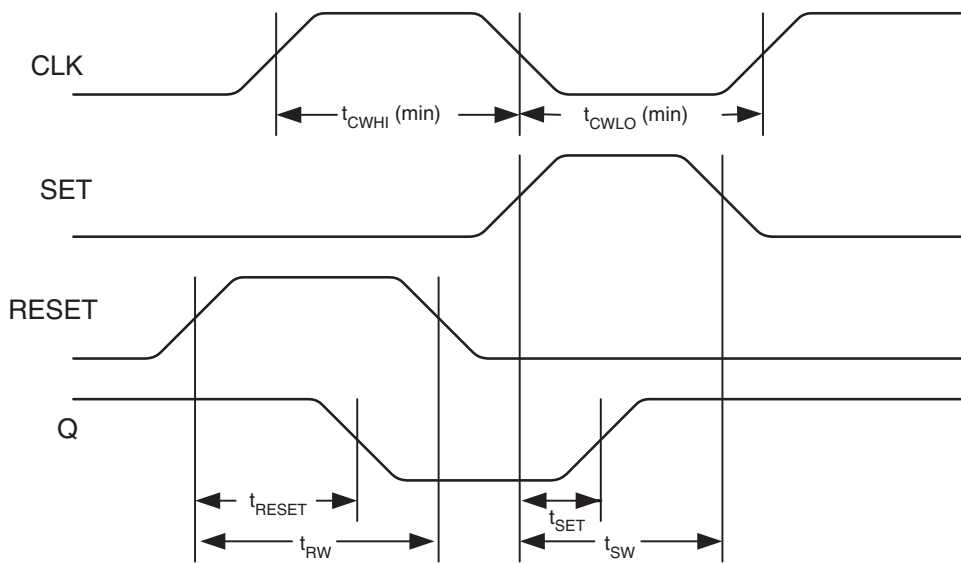 CLK
t_CWHI (min)
t_CWLO (min)
SET
RESET
Q
t_RESET
t_SET
t_RW
t_SW